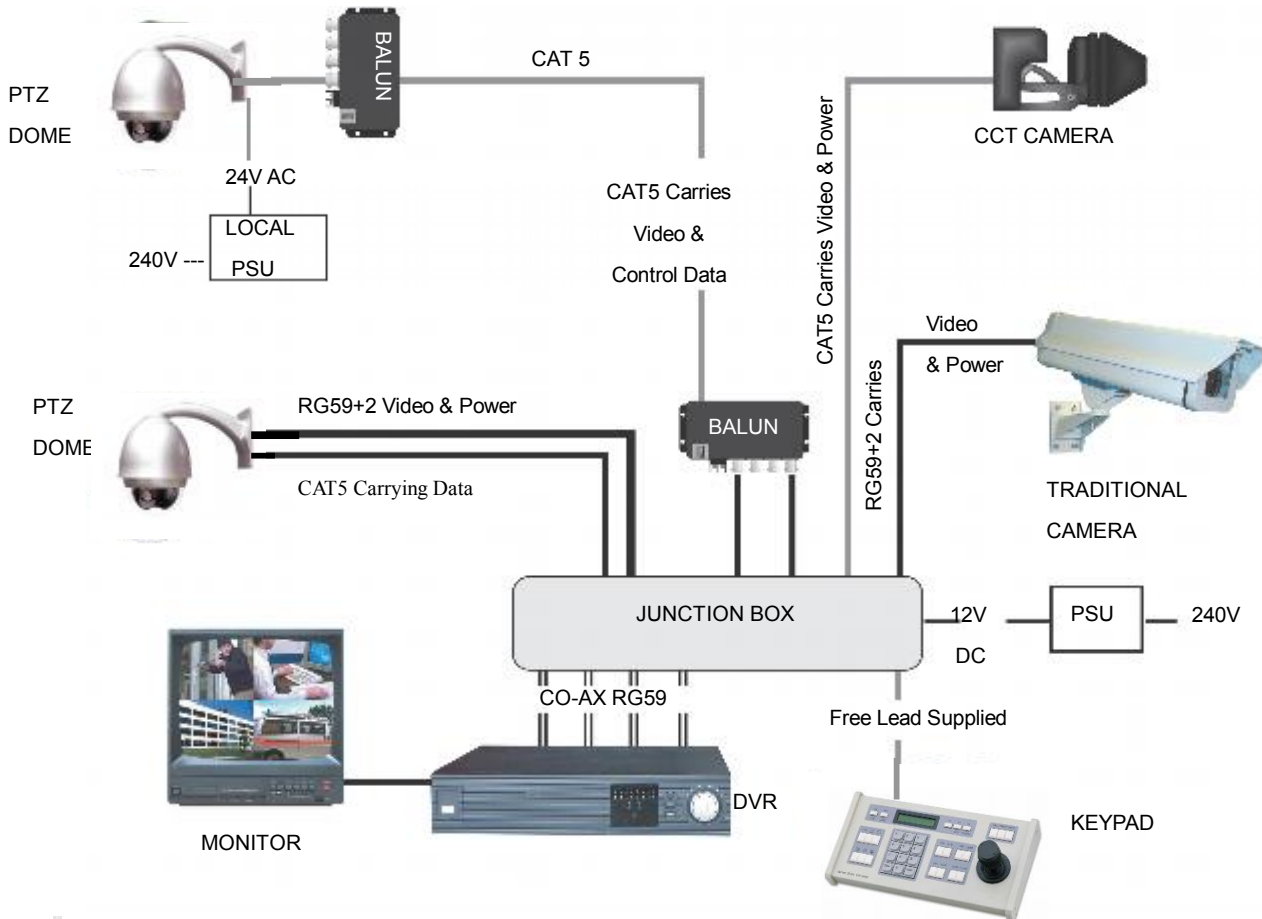 BALUN
CAT 5
PTZ
DOME
CCT CAMERA
24V AC
LOCAL
PSU
240V ---
CAT5 Carries
Video &
Control Data
CAT5 Carries Video & Power
Video
& Power
RG59+2 Carries
PTZ
DOME
RG59+2 Video & Power
CAT5 Carrying Data
BALUN
TRADITIONAL
CAMERA
JUNCTION BOX
12V
DC
PSU
240V
CO-AX RG59
Free Lead Supplied
DVR
MONITOR
KEYPAD